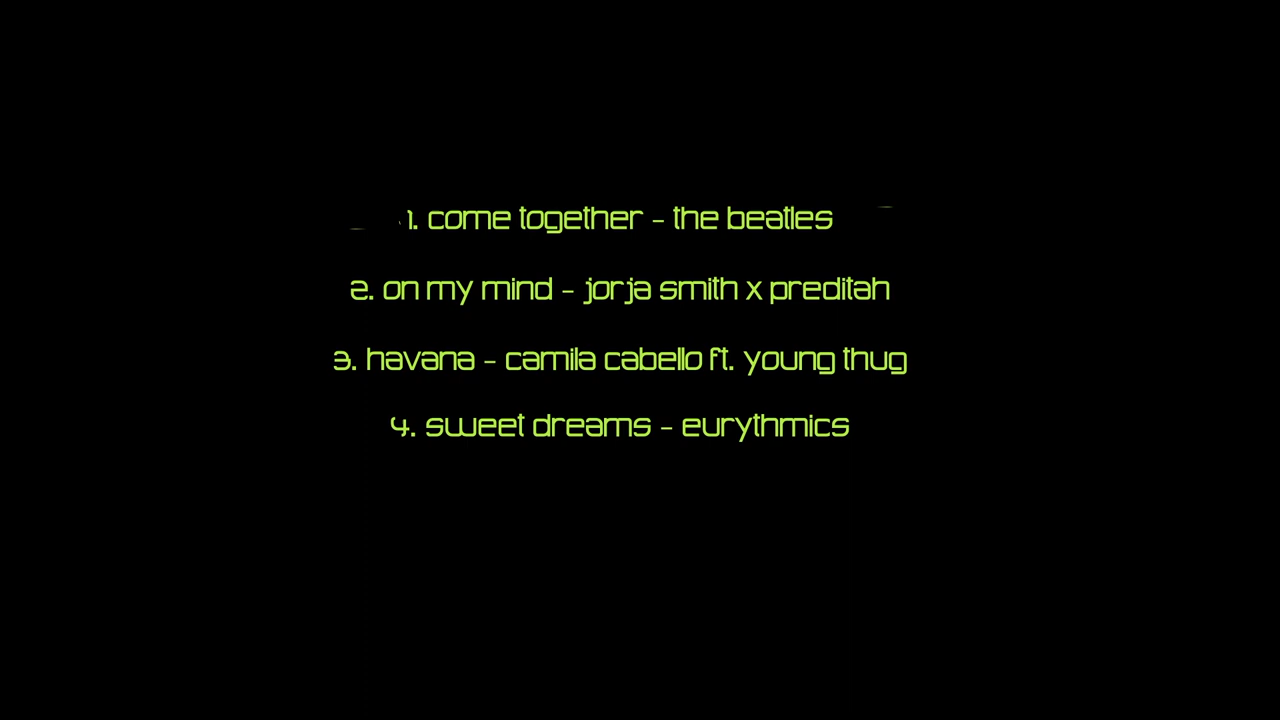 1. come together - the beatles
2. on my mind - jorja smith x preditah
3. havana - camila cabello ft. young thug
4. sweet dreams - eurythmics